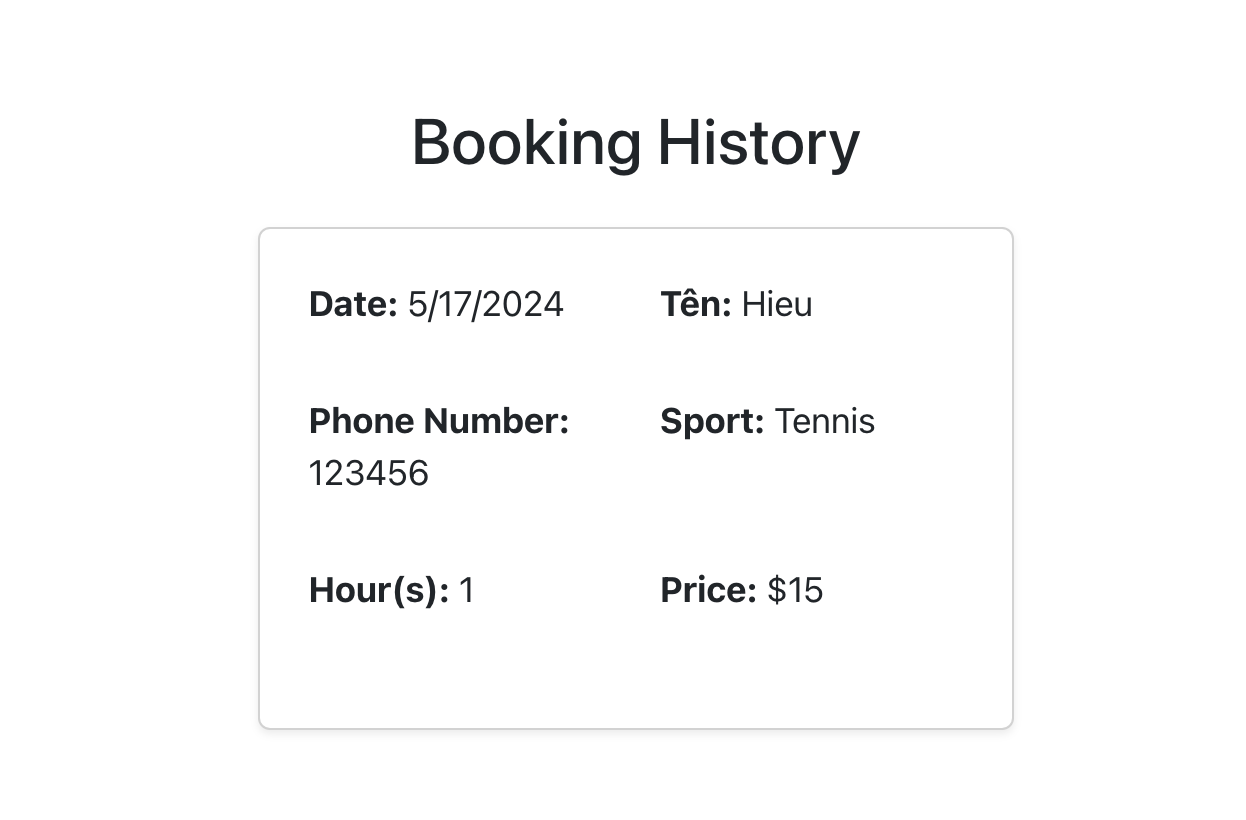 Booking History
Date: 5/17/2024
Tên: Hieu
Phone Number:
123456
Sport: Tennis
Hour(s): 1
Price: $15